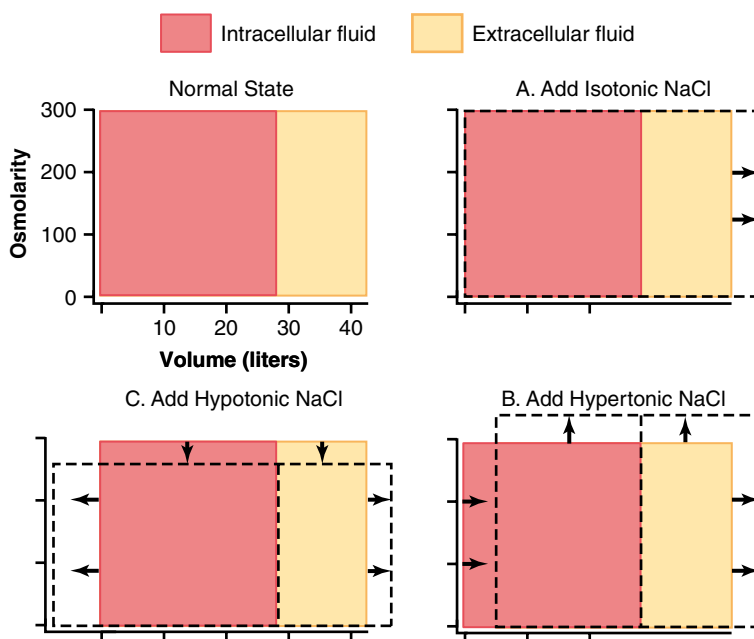 Intracellular fluid
Extracellular fluid
Normal State
A. Add Isotonic NaCl
300
200
100
0
Osmolarity
10 20 30 40
Volume (liters)
C. Add Hypotonic NaCl
B. Add Hypertonic NaCl